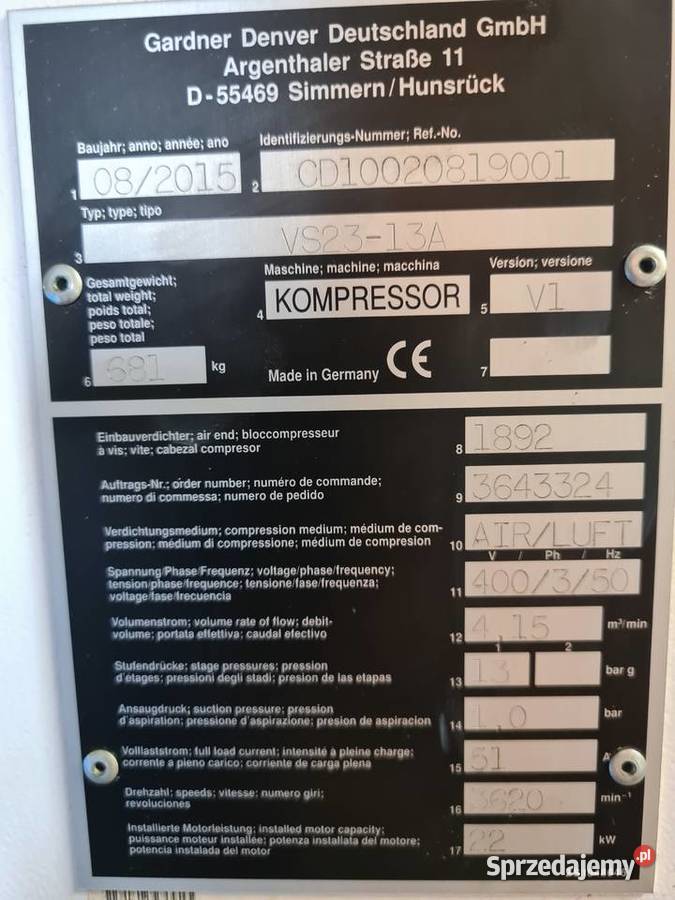 Gardner Denver Deutschland GmbH
Argenthaler Straße 11
D-55469 Simmern/Hunsrück
Baujahr; anno; année; ano
1 08/2015
Identifizierungs-Nummer; Ref.-No.
2 CD10020819001
Typ; type; tipo
3 VS23-13A
Gesamtgewicht;
total weight;
poids total;
peso totale;
peso total
6 681 kg
Maschine; machine; macchina
4 KOMPRESSOR
Version; versione
5 V1
Made in Germany CE
7
Einbauverdichter; air end; bloccompresseur
à vis; vite; cabezal compresor
8 1892
Auftrags-Nr.; order number; numéro de commande;
numero di commessa; numero de pedido
9 3643324
Verdichtungsmedium; compression medium; médium de com-
pression; médium di compressione; médium de compresion
10 AIR/LUFT
V / Ph / Hz
Spannung/Phase/Frequenz; voltage/phase/frequency;
tension/phase/frequence; tensione/fase/frequenza;
voltage/fase/frecuencia
11 400/3/50
Volumenstrom; volume rate of flow; debit-
volume; portata effettiva; caudal efectivo
12 4,15 m³/min
1 2
Stufendrücke; stage pressures; pression
d'étages; pressioni degli stadi; presion de las etapas
13 13 bar g
Ansaugdruck, suction pressure; pression
d'aspiration; pressione d'aspirazione; presion de aspiracion
14 1,0 bar
Vollaststrom; full load current; intensité à pleine charge;
corrente a pieno carico; corriente de carga plena
15 51 A
Drehzahl; speeds; vitesse; numero giri;
revoluciones
16 3620 min⁻¹
Installierte Motorleistung; installed motor capacity;
puissance moteur installée; potenza installata del motore;
potencia instalada del motor
17 22 kW
Sprzedajemy.pl